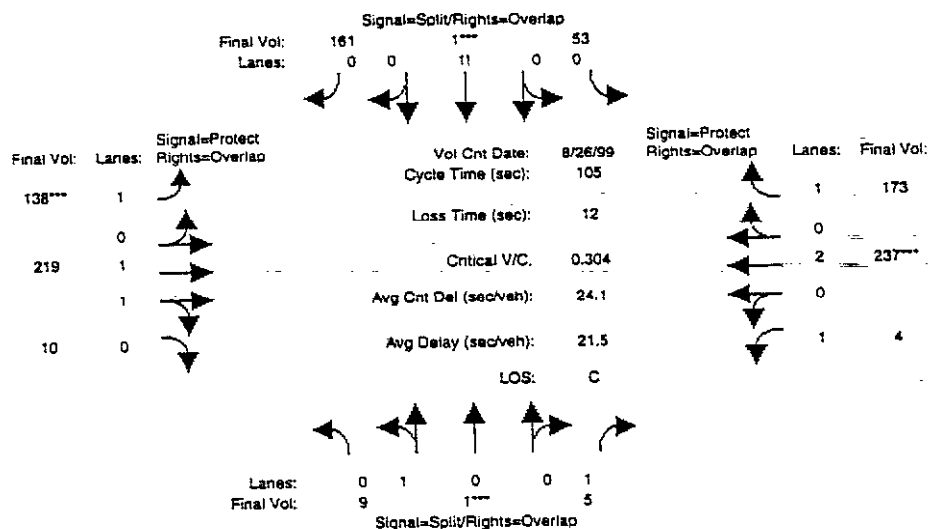 Signal=Split/Rights=Overlap
Final Vol: 161 1*** 53
Lanes: 0 0 1! 0 0
Signal=Protect
Final Vol: Lanes: Rights=Overlap
Vol Cnt Date: 8/26/99
Signal=Protect
Rights=Overlap Lanes: Final Vol:
138*** 1
Cycle Time (sec): 105
1 173
0
Loss Time (sec): 12
0
219 1
Critical V/C: 0.304
2 237***
1
Avg Cnt Del (sec/veh): 24.1
0
10 0
Avg Delay (sec/veh): 21.5
1 4
LOS: C
Lanes: 0 1 0 0 1
Final Vol: 9 1*** 5
Signal=Split/Rights=Overlap